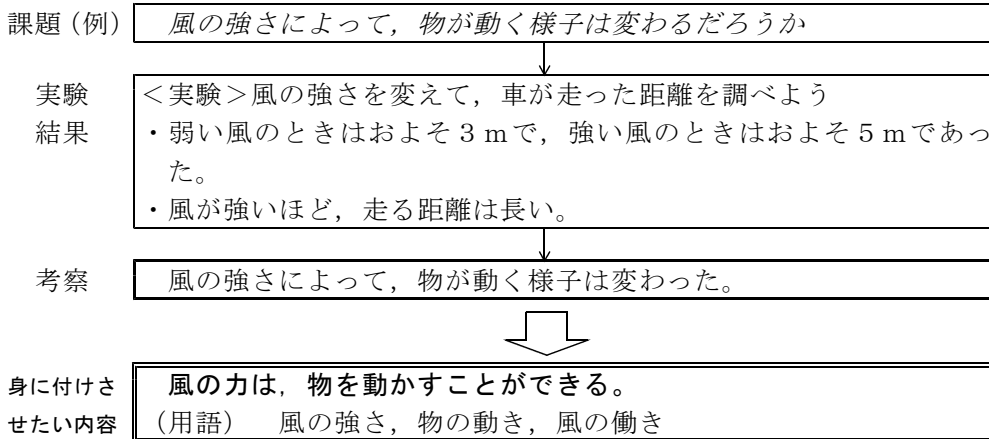 課題（例） 風の強さによって，物が動く様子は変わるだろうか
実験 ＜実験＞風の強さを変えて，車が走った距離を調べよう
結果 ・弱い風のときはおよそ３ｍで，強い風のときはおよそ５ｍであっ
た。
・風が強いほど，走る距離は長い。
考察 風の強さによって，物が動く様子は変わった。
身に付けさ 風の力は，物を動かすことができる。
せたい内容 （用語） 風の強さ，物の動き，風の働き